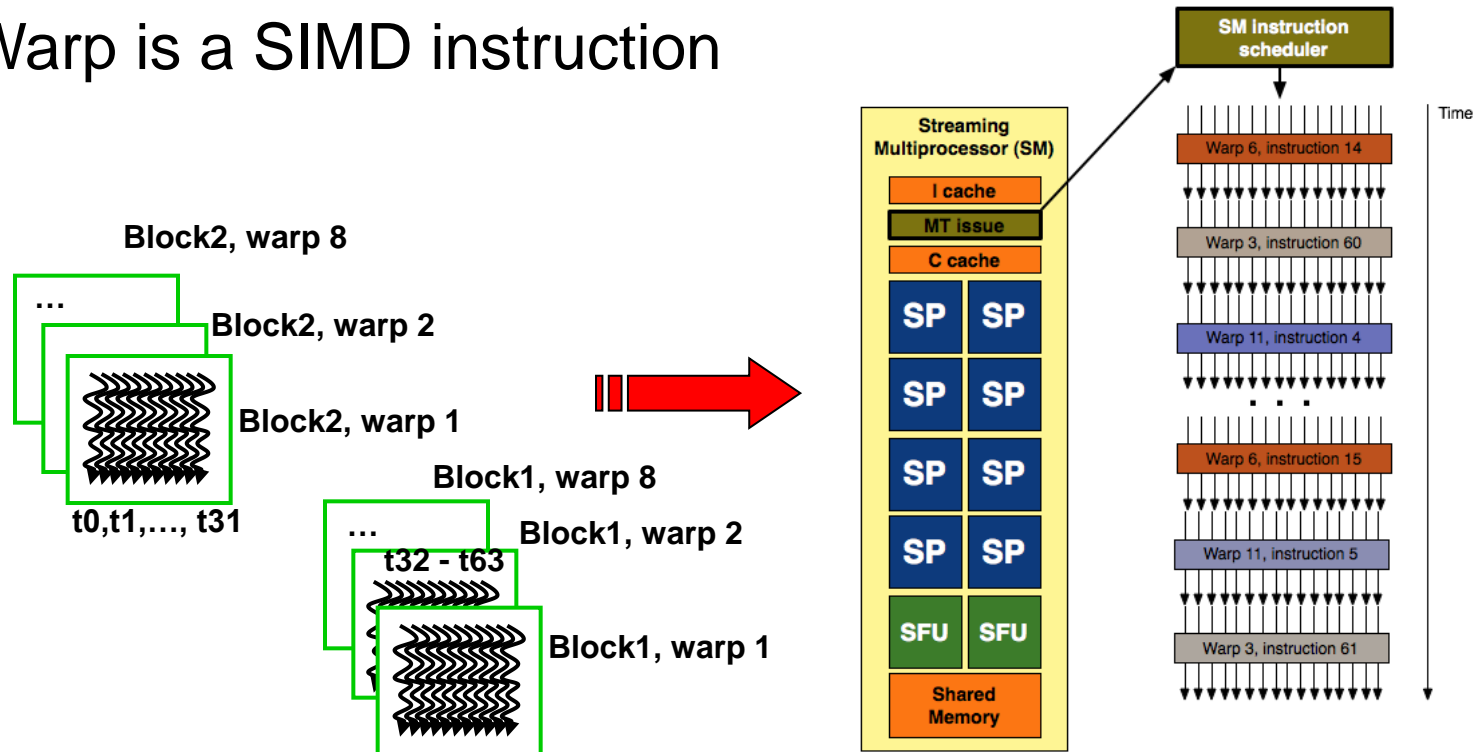 Warp is a SIMD instruction
Block2, warp 8
…
Block2, warp 2
Block2, warp 1
t0,t1,…, t31
Block1, warp 8
…
Block1, warp 2
t32 - t63
Block1, warp 1
Streaming
Multiprocessor (SM)
I cache
MT issue
C cache
SP SP
SP SP
SP SP
SP SP
SFU SFU
Shared
Memory
SM instruction
scheduler
Time
Warp 6, instruction 14
Warp 3, instruction 60
Warp 11, instruction 4
. . .
Warp 6, instruction 15
Warp 11, instruction 5
Warp 3, instruction 61